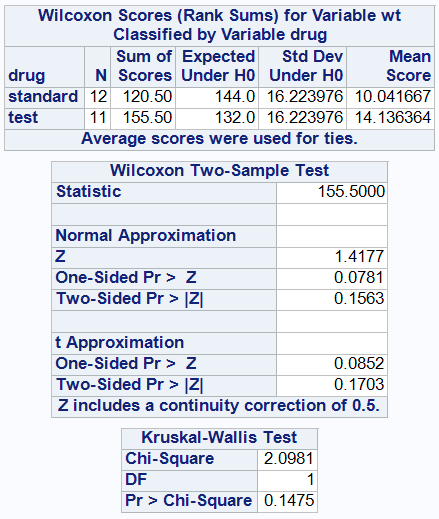 Wilcoxon Scores (Rank Sums) for Variable wt
Classified by Variable drug
drug N Sum of Scores Expected Under H0 Std Dev Under H0 Mean Score
standard 12 120.50 144.0 16.223976 10.041667
test 11 155.50 132.0 16.223976 14.136364
Average scores were used for ties.
Wilcoxon Two-Sample Test
Statistic 155.5000
Normal Approximation
Z 1.4177
One-Sided Pr > Z 0.0781
Two-Sided Pr > |Z| 0.1563
t Approximation
One-Sided Pr > Z 0.0852
Two-Sided Pr > |Z| 0.1703
Z includes a continuity correction of 0.5.
Kruskal-Wallis Test
Chi-Square 2.0981
DF 1
Pr > Chi-Square 0.1475